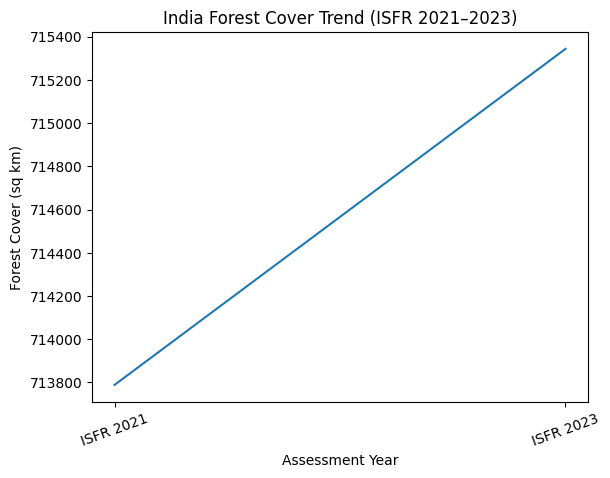 India Forest Cover Trend (ISFR 2021–2023)
715400
715200
715000
714800
714600
714400
714200
714000
713800
Forest Cover (sq km)
ISFR 2021
ISFR 2023
Assessment Year